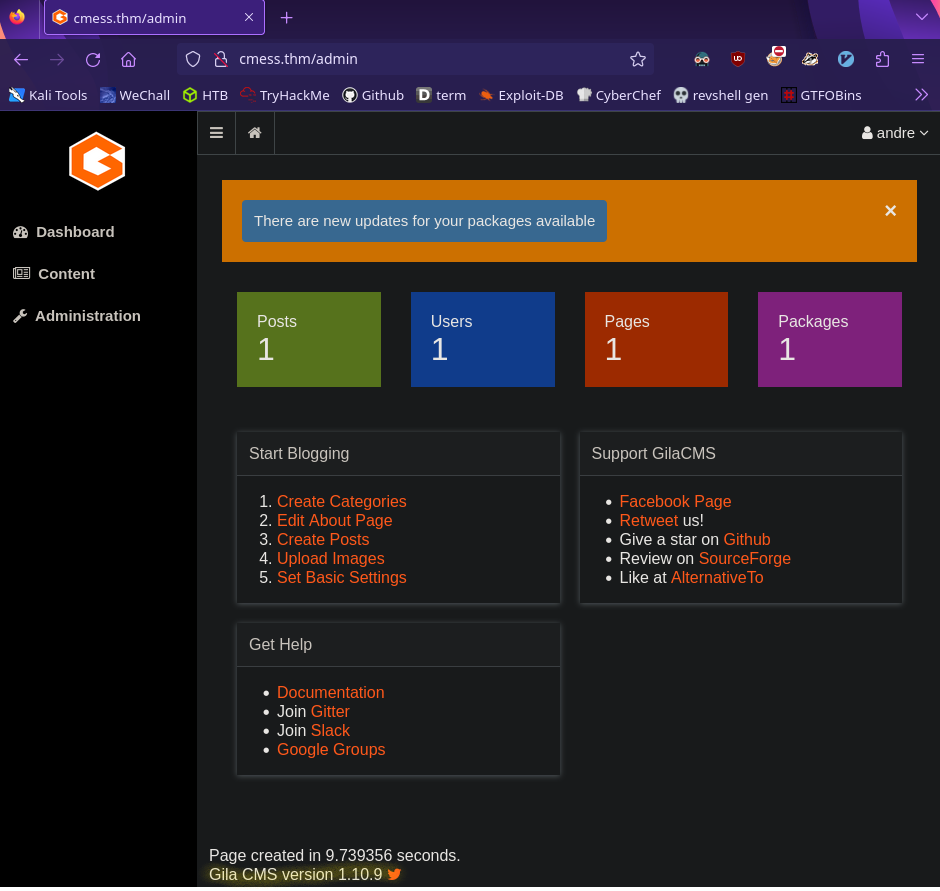 cmess.thm/admin
cmess.thm/admin
Kali Tools WeChall HTB TryHackMe Github term Exploit-DB CyberChef revshell gen GTFOBins
andre
Dashboard
Content
Administration
There are new updates for your packages available
Posts
1
Users
1
Pages
1
Packages
1
Start Blogging
1. Create Categories
2. Edit About Page
3. Create Posts
4. Upload Images
5. Set Basic Settings
Support GilaCMS
• Facebook Page
• Retweet us!
• Give a star on Github
• Review on SourceForge
• Like at AlternativeTo
Get Help
• Documentation
• Join Gitter
• Join Slack
• Google Groups
Page created in 9.739356 seconds.
Gila CMS version 1.10.9